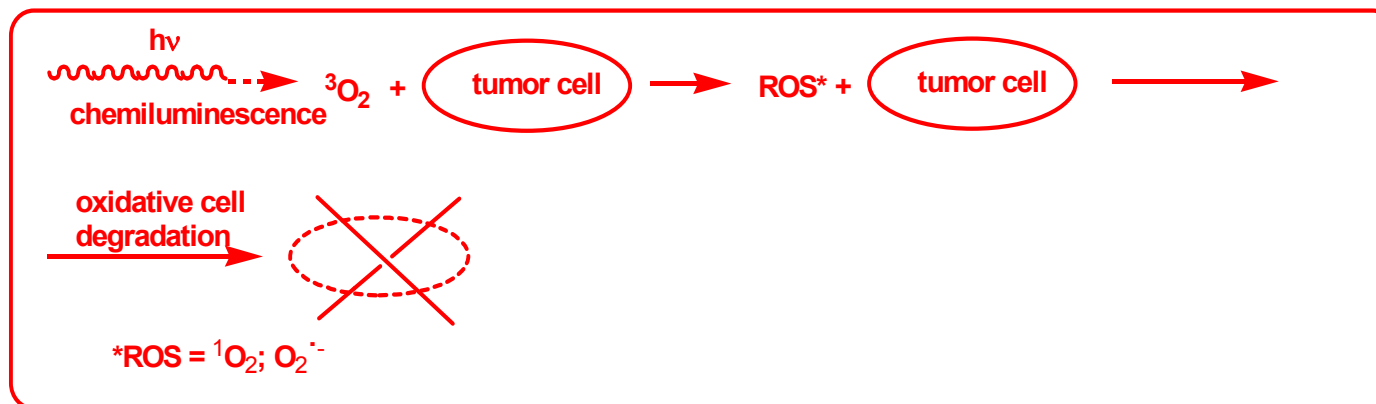 hν
³O₂ + tumor cell ROS* + tumor cell
chemiluminescence
oxidative cell
degradation
*ROS = ¹O₂; O₂˙⁻